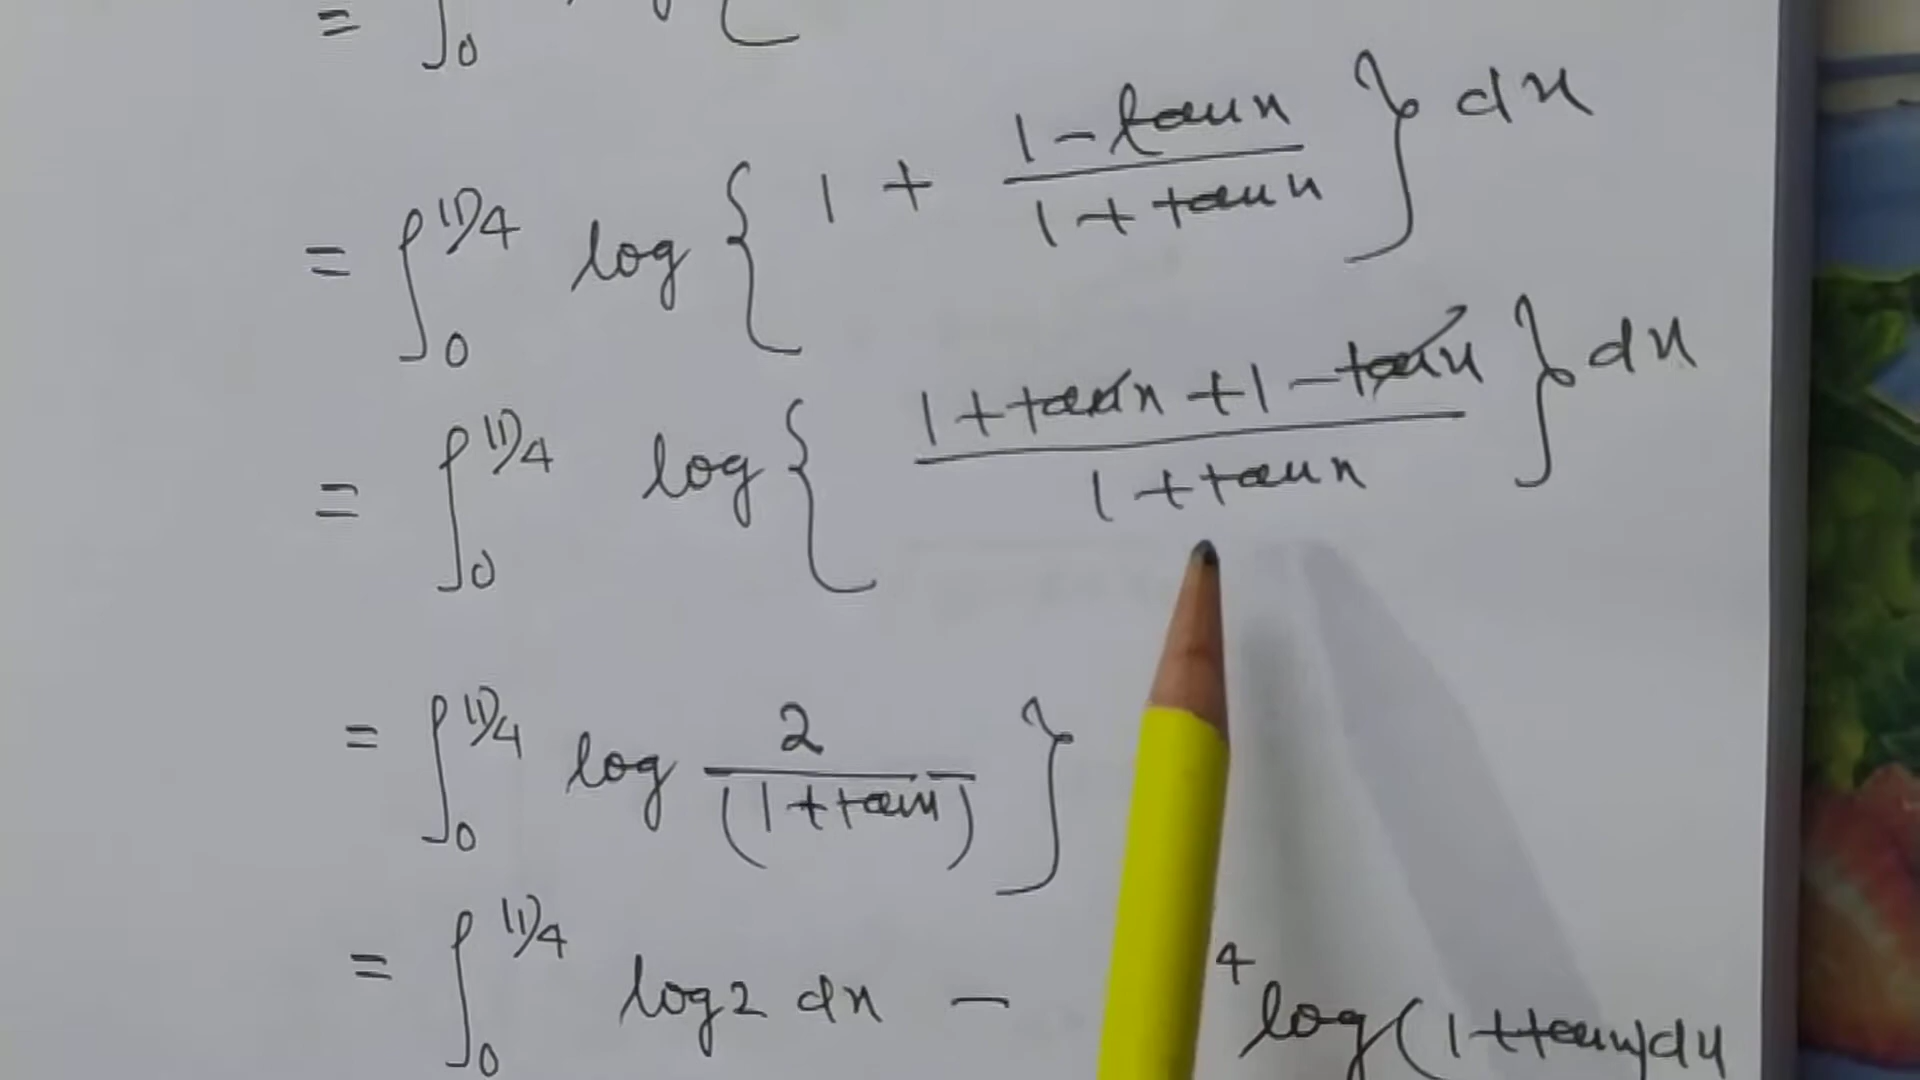 = ∫₀
= ∫₀^π/4 log { 1 + (1 - tan x)/(1 + tan x) } dx
= ∫₀^π/4 log { (1 + tan x + 1 - tan x)/(1 + tan x) } dx
= ∫₀^π/4 log 2/(1 + tan x) }
= ∫₀^π/4 log 2 dx - 4 log(1 + tan x) dx